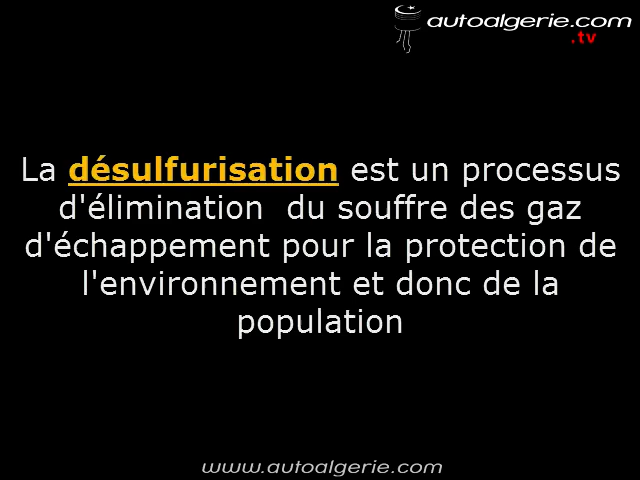 autoalgerie.com
.tv
La désulfurisation est un processus
d'élimination  du souffre des gaz
d'échappement pour la protection de
l'environnement et donc de la
population
www.autoalgerie.com